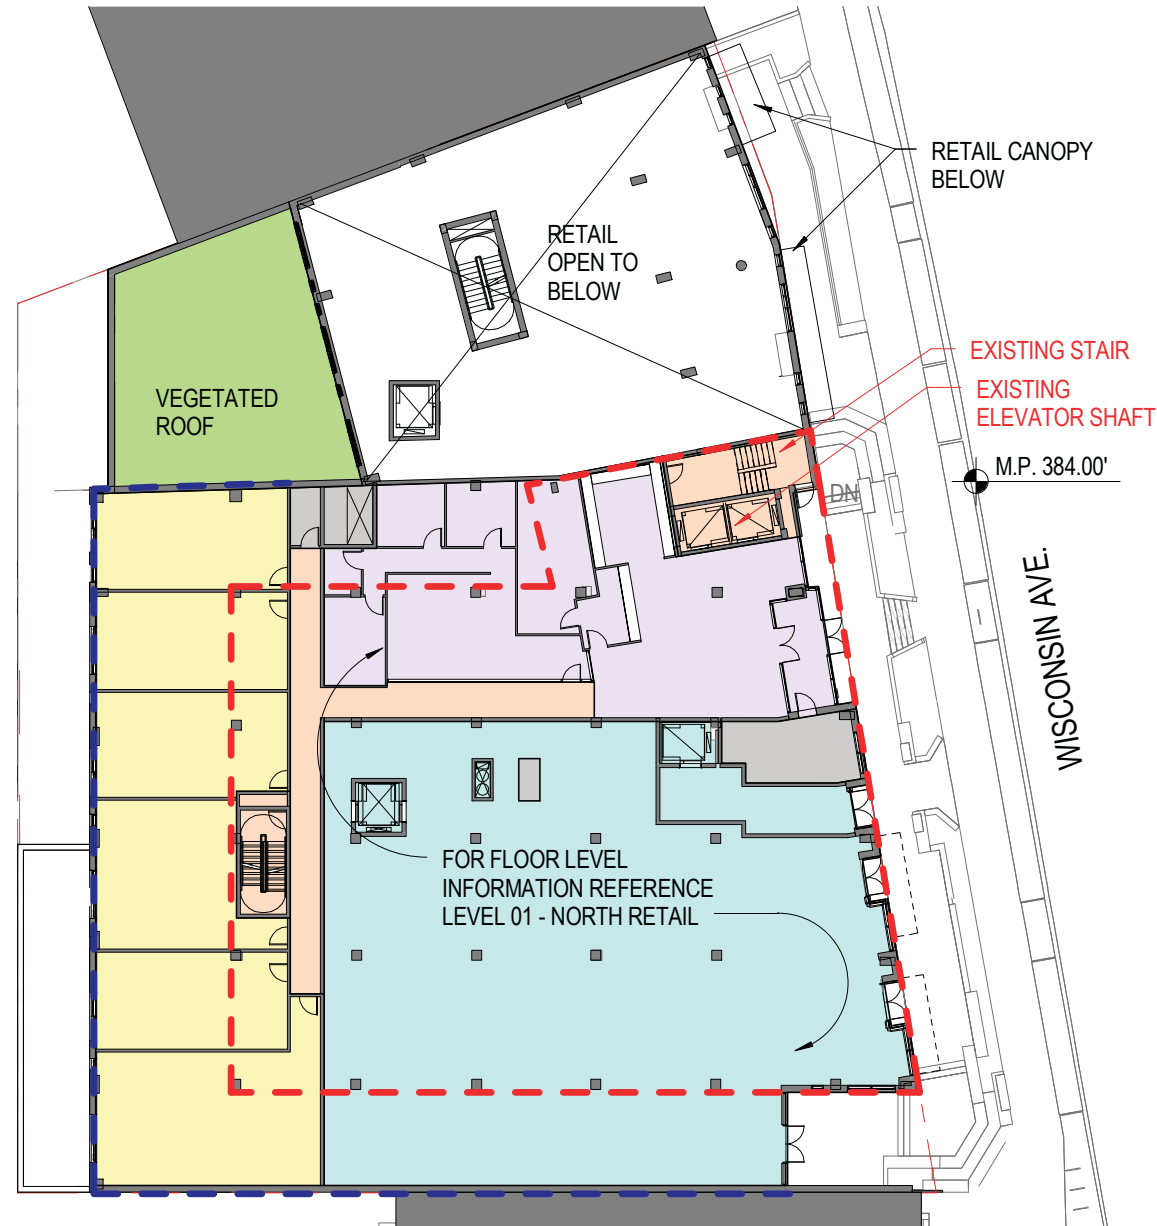 RETAIL CANOPY
BELOW
RETAIL
OPEN TO
BELOW
EXISTING STAIR
EXISTING
ELEVATOR SHAFT
VEGETATED
ROOF
M.P. 384.00'
DN
WISCONSIN AVE.
FOR FLOOR LEVEL
INFORMATION REFERENCE
LEVEL 01 - NORTH RETAIL